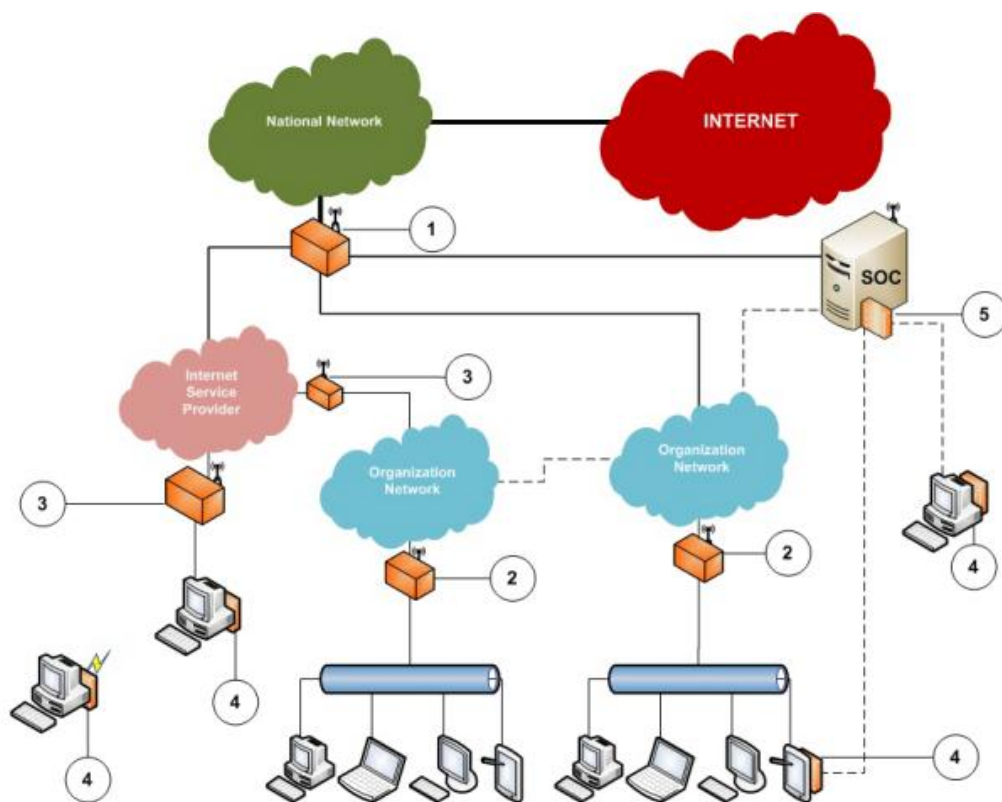 National Network
INTERNET
1
SOC
5
Internet
Service
Provider
3
Organization
Network
Organization
Network
3
4
2
2
4
4
4